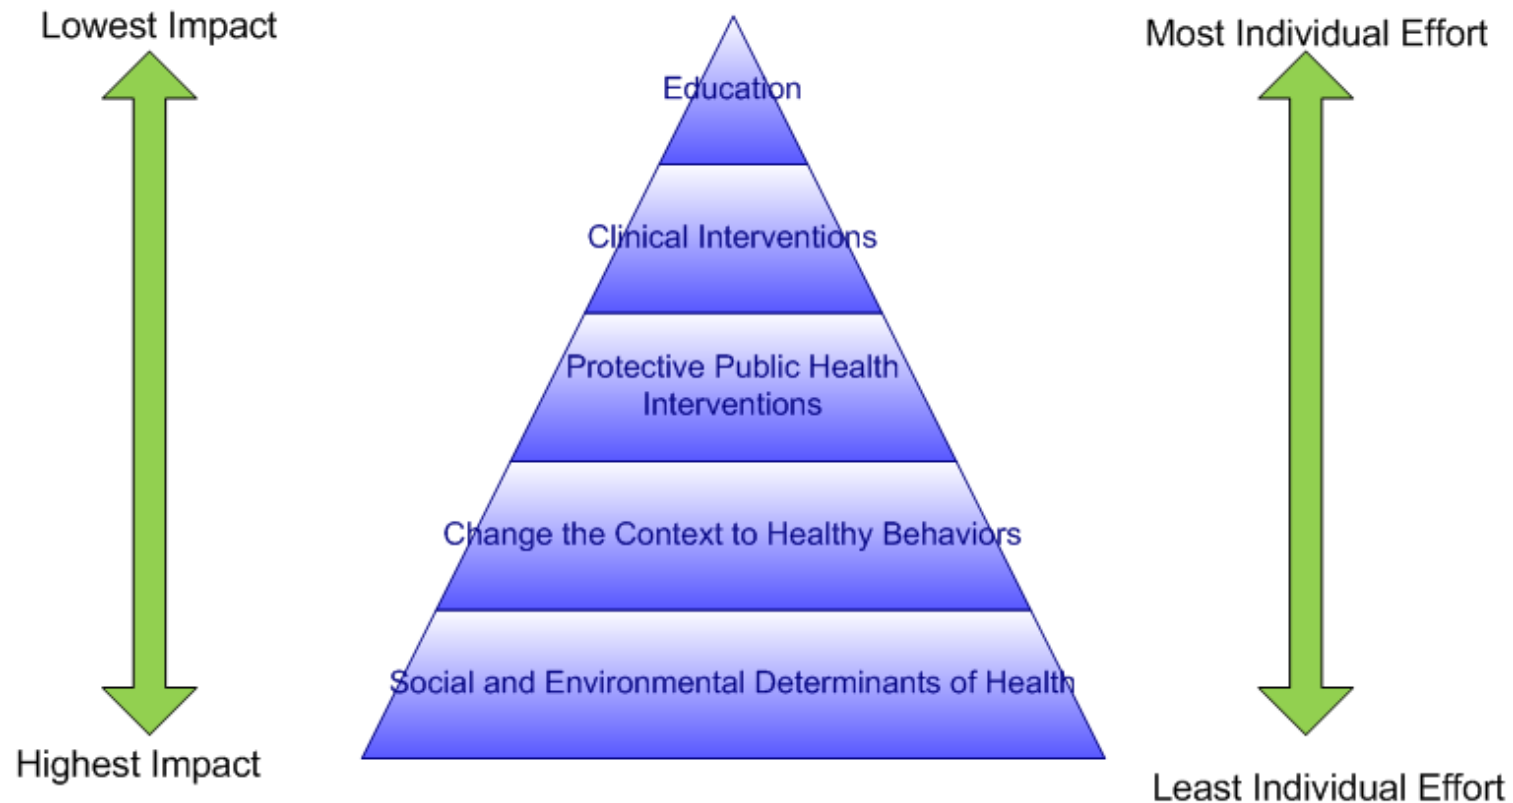 Lowest Impact
Most Individual Effort
Education
Clinical Interventions
Protective Public Health
Interventions
Change the Context to Healthy Behaviors
Social and Environmental Determinants of Health
Highest Impact
Least Individual Effort